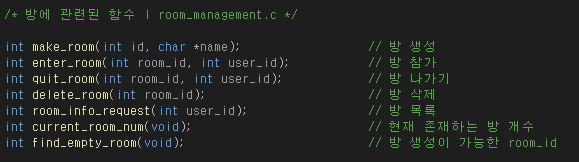 /* 방에 관련된 함수 | room_management.c */
int make_room(int id, char *name); // 방 생성
int enter_room(int room_id, int user_id); // 방 참가
int quit_room(int room_id, int user_id); // 방 나가기
int delete_room(int room_id); // 방 삭제
int room_info_request(int user_id); // 방 목록
int current_room_num(void); // 현재 존재하는 방 개수
int find_empty_room(void); // 방 생성이 가능한 room_id